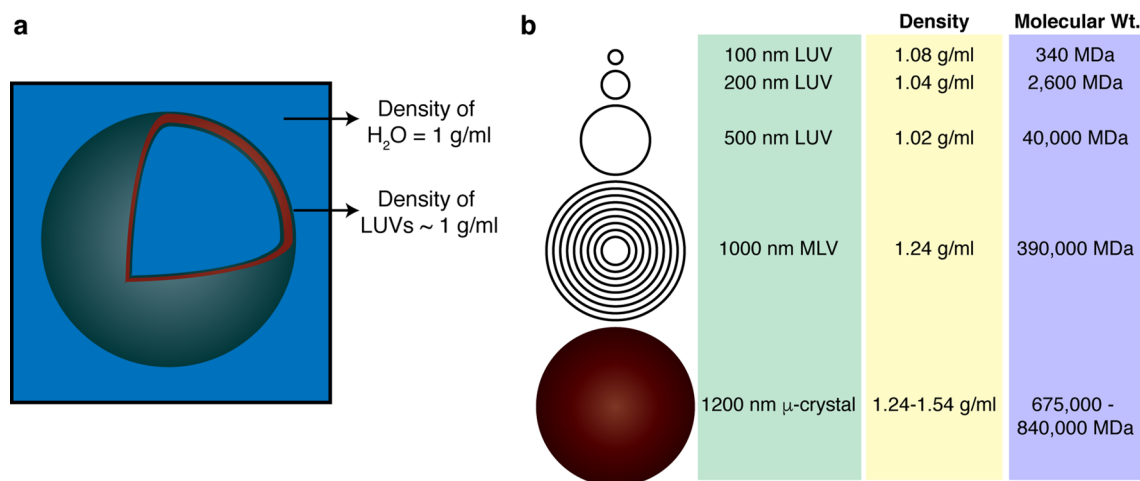 a
Density of
H₂O = 1 g/ml
Density of
LUVs ~ 1 g/ml
b
Density Molecular Wt.
100 nm LUV 1.08 g/ml 340 MDa
200 nm LUV 1.04 g/ml 2,600 MDa
500 nm LUV 1.02 g/ml 40,000 MDa
1000 nm MLV 1.24 g/ml 390,000 MDa
1200 nm μ-crystal 1.24-1.54 g/ml 675,000 -
840,000 MDa